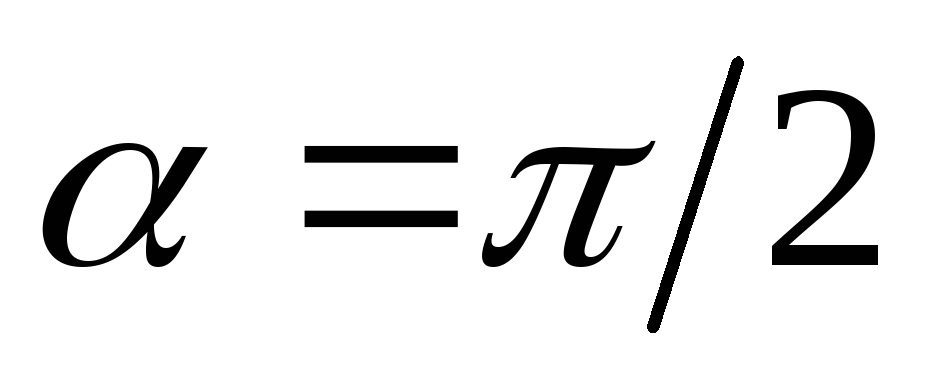 α = π/2